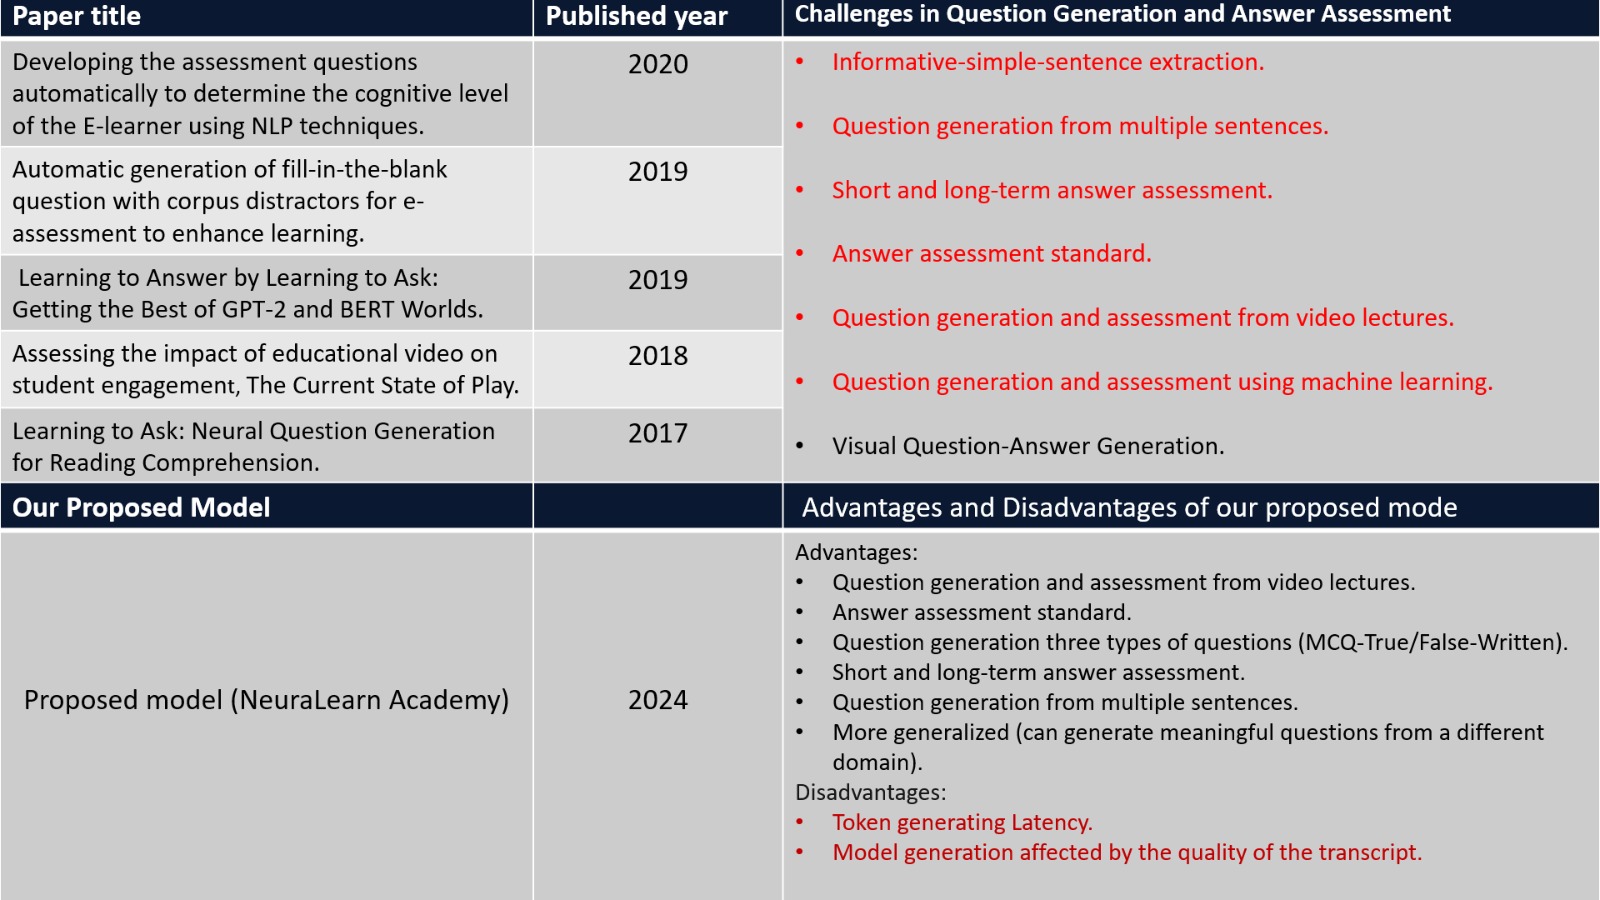 Paper title
Published year
Challenges in Question Generation and Answer Assessment
Developing the assessment questions
automatically to determine the cognitive level
of the E-learner using NLP techniques.
2020
Automatic generation of fill-in-the-blank
question with corpus distractors for e-
assessment to enhance learning.
2019
Learning to Answer by Learning to Ask:
Getting the Best of GPT-2 and BERT Worlds.
2019
Assessing the impact of educational video on
student engagement, The Current State of Play.
2018
Learning to Ask: Neural Question Generation
for Reading Comprehension.
2017
• Informative-simple-sentence extraction.
• Question generation from multiple sentences.
• Short and long-term answer assessment.
• Answer assessment standard.
• Question generation and assessment from video lectures.
• Question generation and assessment using machine learning.
• Visual Question-Answer Generation.
Our Proposed Model
Advantages and Disadvantages of our proposed mode
Proposed model (NeuraLearn Academy)
2024
Advantages:
• Question generation and assessment from video lectures.
• Answer assessment standard.
• Question generation three types of questions (MCQ-True/False-Written).
• Short and long-term answer assessment.
• Question generation from multiple sentences.
• More generalized (can generate meaningful questions from a different
domain).
Disadvantages:
• Token generating Latency.
• Model generation affected by the quality of the transcript.